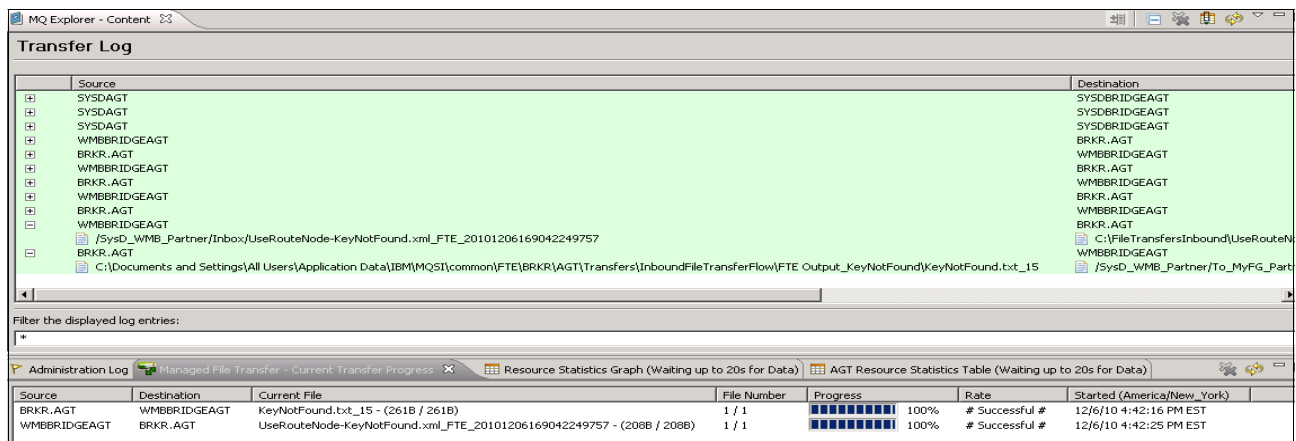 MQ Explorer - Content
Transfer Log
Source Destination
SYSDAGT SYSDBRIDGEAGT
SYSDAGT SYSDBRIDGEAGT
SYSDAGT SYSDBRIDGEAGT
WMBBRIDGEAGT BRKR.AGT
BRKR.AGT WMBBRIDGEAGT
WMBBRIDGEAGT BRKR.AGT
BRKR.AGT WMBBRIDGEAGT
WMBBRIDGEAGT BRKR.AGT
BRKR.AGT WMBBRIDGEAGT
WMBBRIDGEAGT BRKR.AGT
/SysD_WMB_Partner/Inbox/UseRouteNode-KeyNotFound.xml_FTE_20101206169042249757 C:\FileTransfersInbound\UseRouteN
BRKR.AGT WMBBRIDGEAGT
C:\Documents and Settings\All Users\Application Data\IBM\MQSI\common\FTE\BRKR\AGT\Transfers\InboundFileTransferFlow\FTE Output_KeyNotFound\KeyNotFound.txt_15 /SysD_WMB_Partner/To_MyFG_Part
Filter the displayed log entries:
*
Administration Log Managed File Transfer - Current Transfer Progress Resource Statistics Graph (Waiting up to 20s for Data) AGT Resource Statistics Table (Waiting up to 20s for Data)
Source Destination Current File File Number Progress Rate Started (America/New_York)
BRKR.AGT WMBBRIDGEAGT KeyNotFound.txt_15 - (261B / 261B) 1 / 1 100% # Successful # 12/6/10 4:42:16 PM EST
WMBBRIDGEAGT BRKR.AGT UseRouteNode-KeyNotFound.xml_FTE_20101206169042249757 - (208B / 208B) 1 / 1 100% # Successful # 12/6/10 4:42:25 PM EST